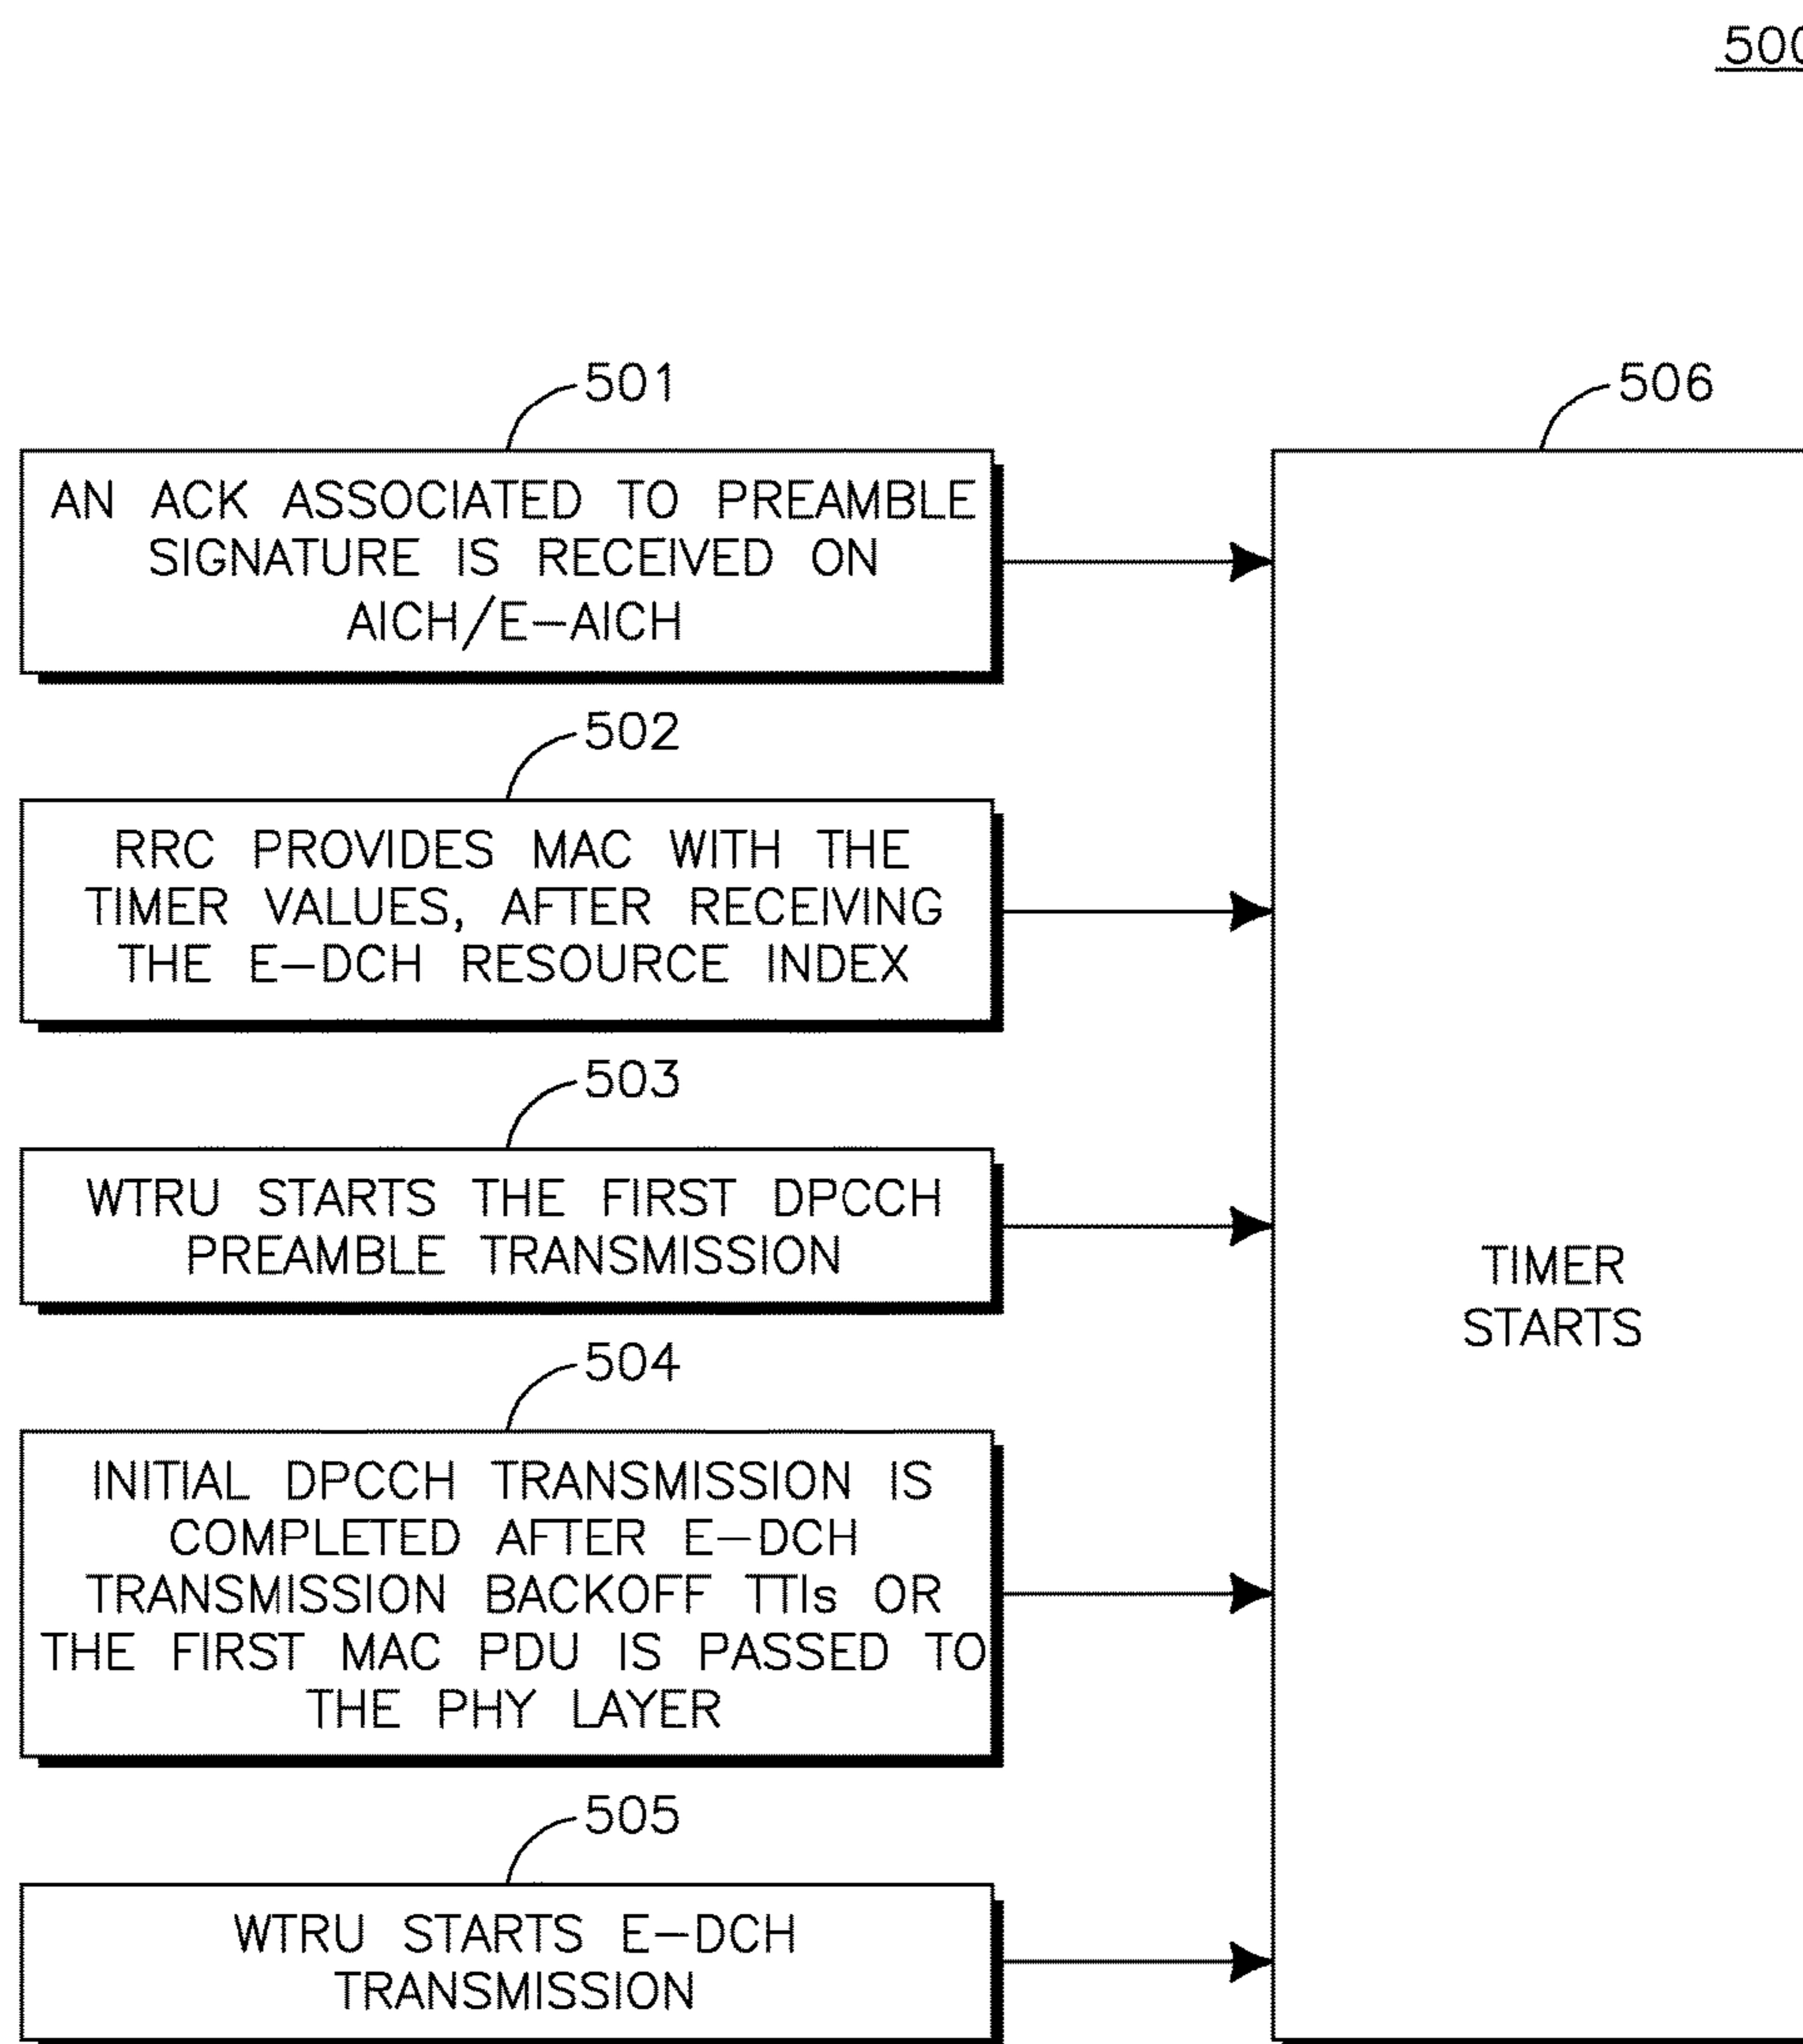 500
501
AN ACK ASSOCIATED TO PREAMBLE
SIGNATURE IS RECEIVED ON
AICH/E-AICH
502
RRC PROVIDES MAC WITH THE
TIMER VALUES, AFTER RECEIVING
THE E-DCH RESOURCE INDEX
503
WTRU STARTS THE FIRST DPCCH
PREAMBLE TRANSMISSION
504
INITIAL DPCCH TRANSMISSION IS
COMPLETED AFTER E-DCH
TRANSMISSION BACKOFF TTIs OR
THE FIRST MAC PDU IS PASSED TO
THE PHY LAYER
505
WTRU STARTS E-DCH
TRANSMISSION
506
TIMER
STARTS